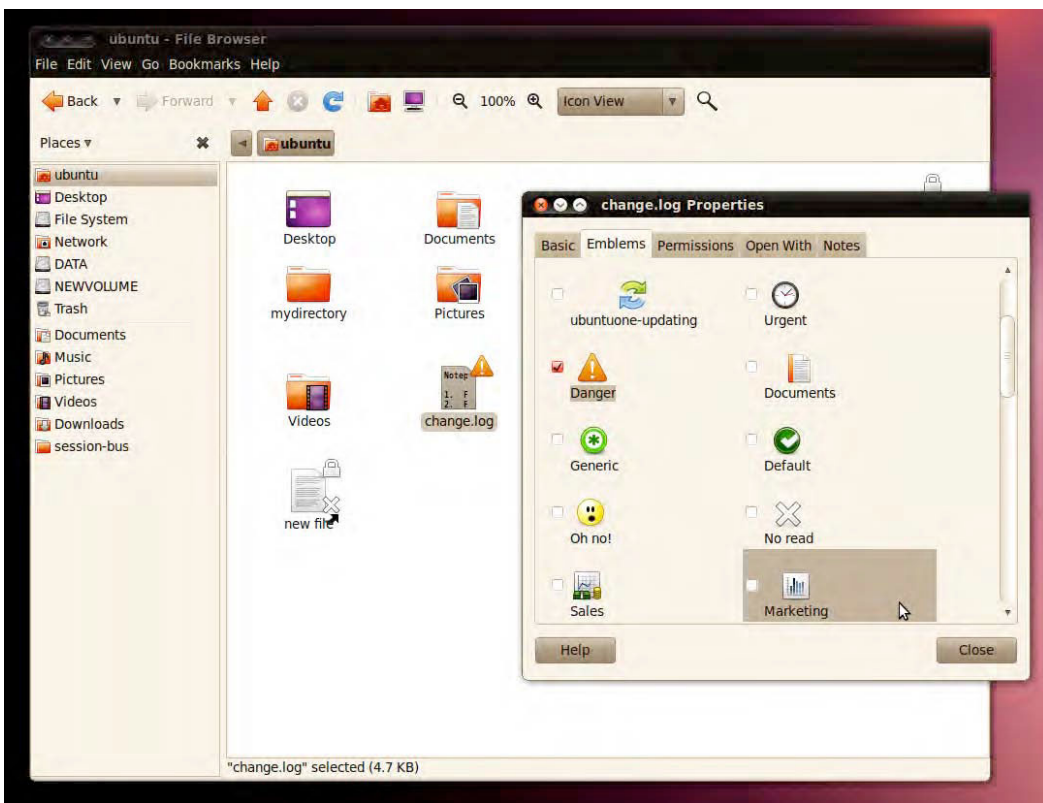 ubuntu - File Browser
File Edit View Go Bookmarks Help
Back Forward 100% Icon View
Places ubuntu
ubuntu
Desktop
File System
Network
DATA
NEWVOLUME
Trash
Documents
Music
Pictures
Videos
Downloads
session-bus
Desktop Documents
mydirectory Pictures
Notep
1. F
2. F
Videos change.log
new file
change.log Properties
Basic Emblems Permissions Open With Notes
ubuntuone-updating Urgent
Danger Documents
Generic Default
Oh no! No read
Sales Marketing
Help Close
"change.log" selected (4.7 KB)